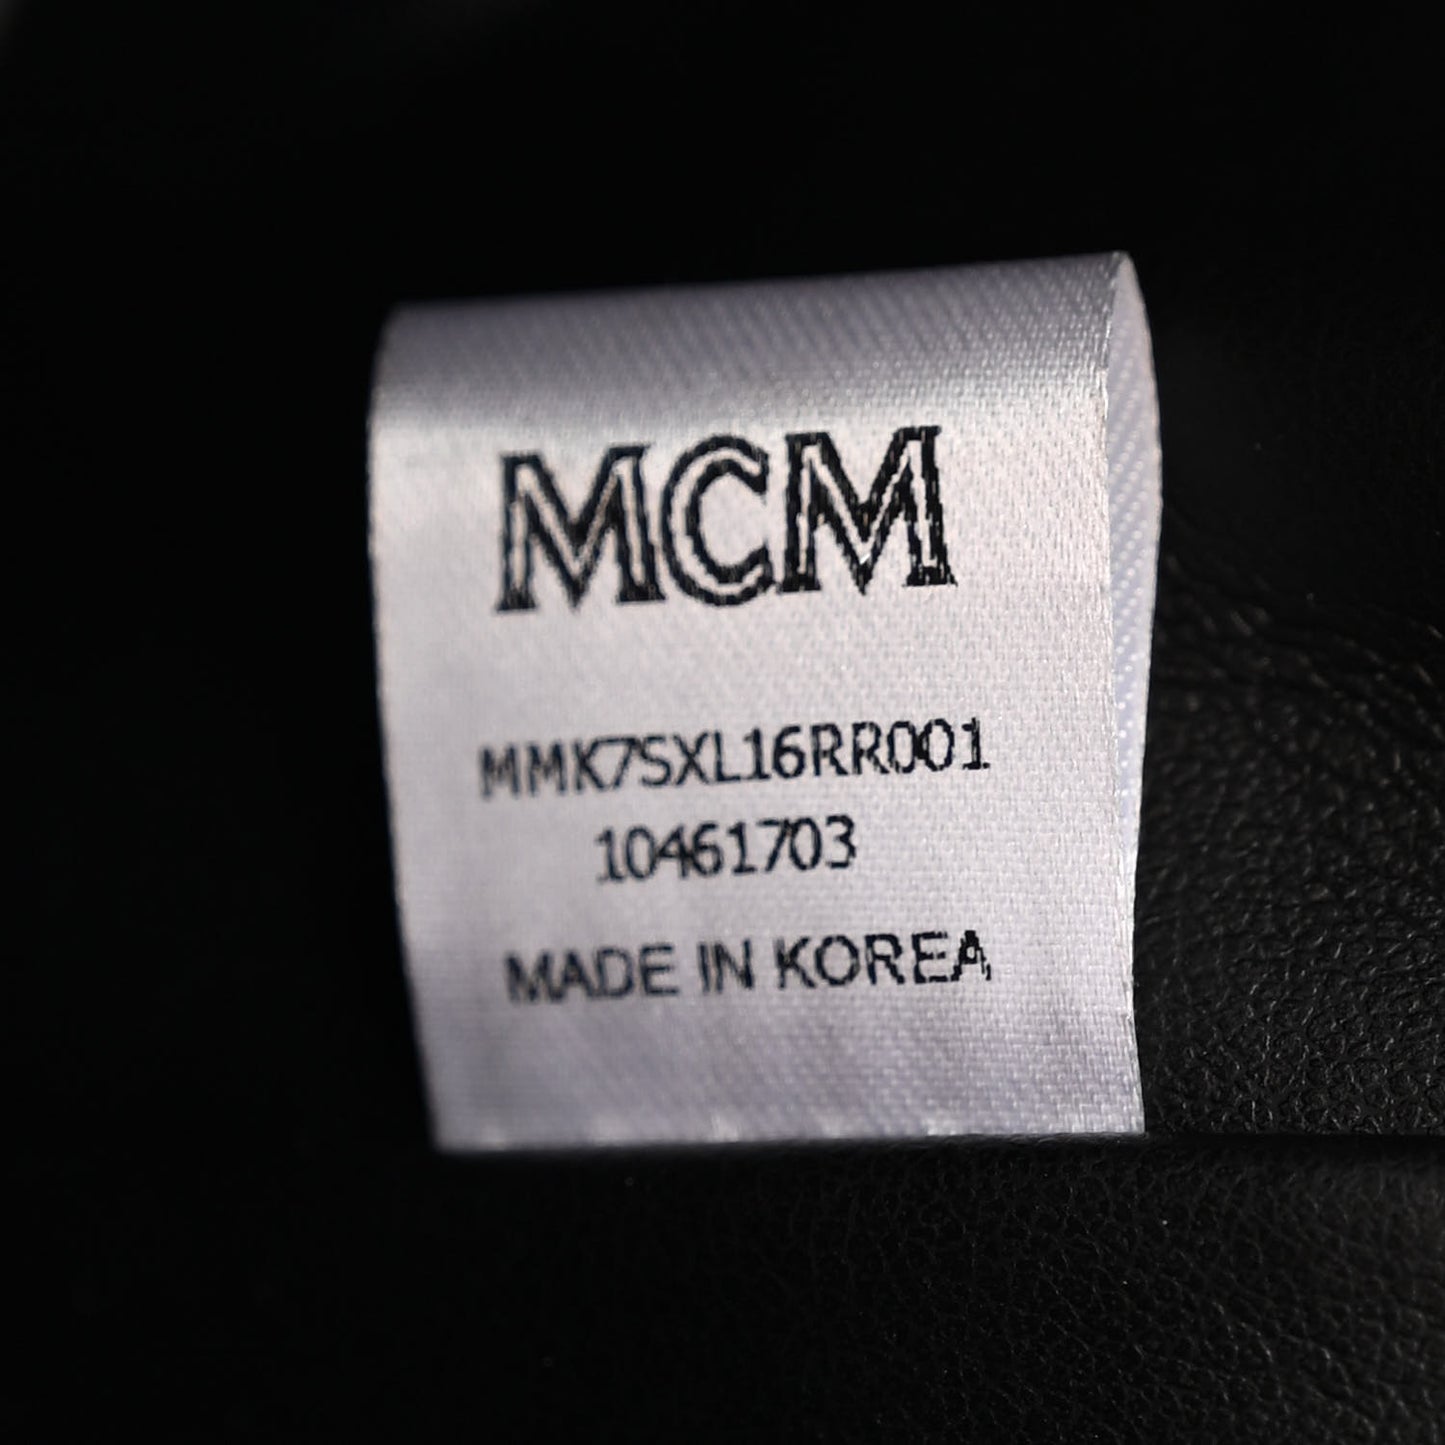 MCM
MMK7SXL16RR001
10461703
MADE IN KOREA